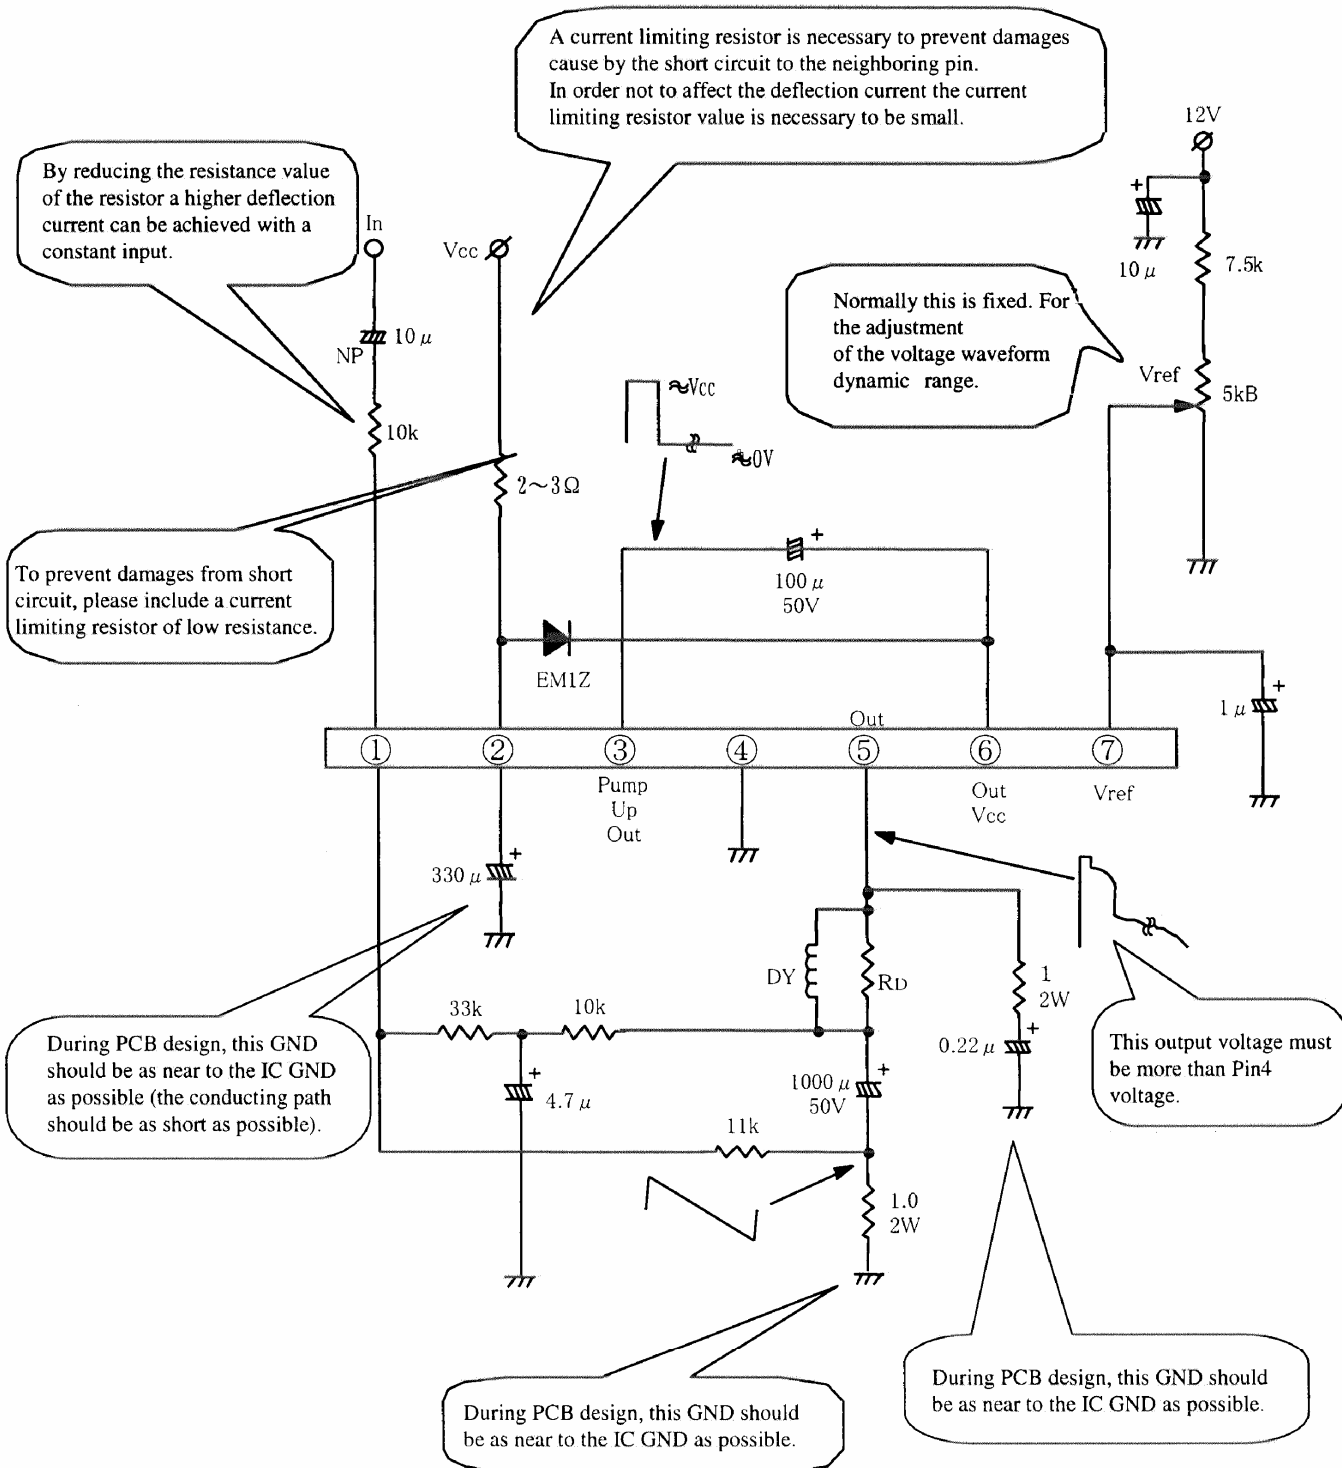 A current limiting resistor is necessary to prevent damages
cause by the short circuit to the neighboring pin.
In order not to affect the deflection current the current
limiting resistor value is necessary to be small.
12V
By reducing the resistance value
of the resistor a higher deflection
current can be achieved with a
constant input.
In
Vcc
+
10μ
7.5k
Normally this is fixed. For
the adjustment
of the voltage waveform
dynamic range.
10μ
NP
Vref
5kB
≈Vcc
≈0V
10k
2~3Ω
+
100μ
50V
To prevent damages from short
circuit, please include a current
limiting resistor of low resistance.
EM1Z
+
1μ
Out
① ② ③ ④ ⑤ ⑥ ⑦
Pump
Up
Out
Out
Vcc
Vref
+
330μ
DY
RD
1
2W
33k
10k
+
0.22μ
During PCB design, this GND
should be as near to the IC GND
as possible (the conducting path
should be as short as possible).
This output voltage must
be more than Pin4
voltage.
+
4.7μ
+
1000μ
50V
11k
1.0
2W
During PCB design, this GND should
be as near to the IC GND as possible.
During PCB design, this GND should
be as near to the IC GND as possible.